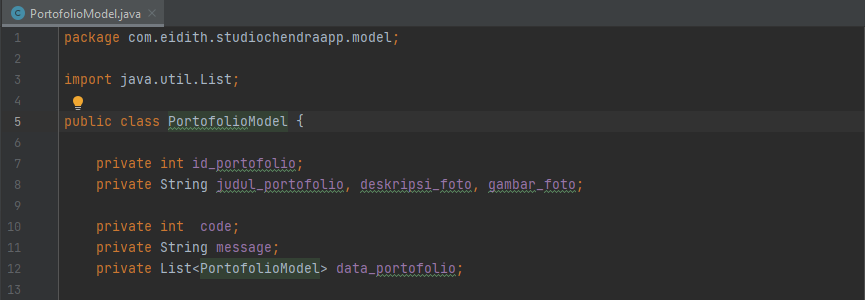 PortofolioModel.java
1 package com.eidith.studiochendraapp.model;
2
3 import java.util.List;
4
5 public class PortofolioModel {
6
7 private int id_portofolio;
8 private String judul_portofolio, deskripsi_foto, gambar_foto;
9
10 private int  code;
11 private String message;
12 private List<PortofolioModel> data_portofolio;
13